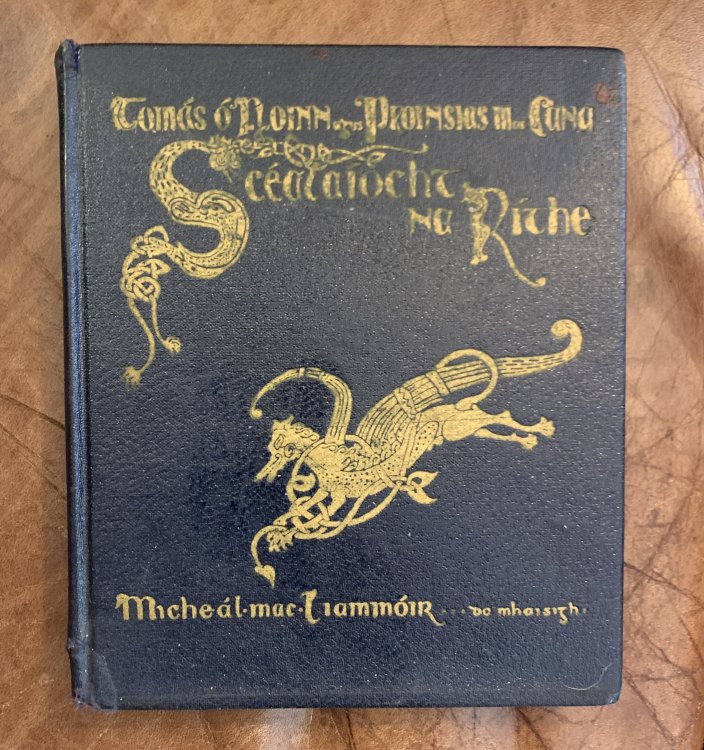 Tomás ó Floinn agus Proinsias mac Cana
Scéalaíocht
na Ríthe
Micheál · mac · Liammóir ... do mhaisigh.